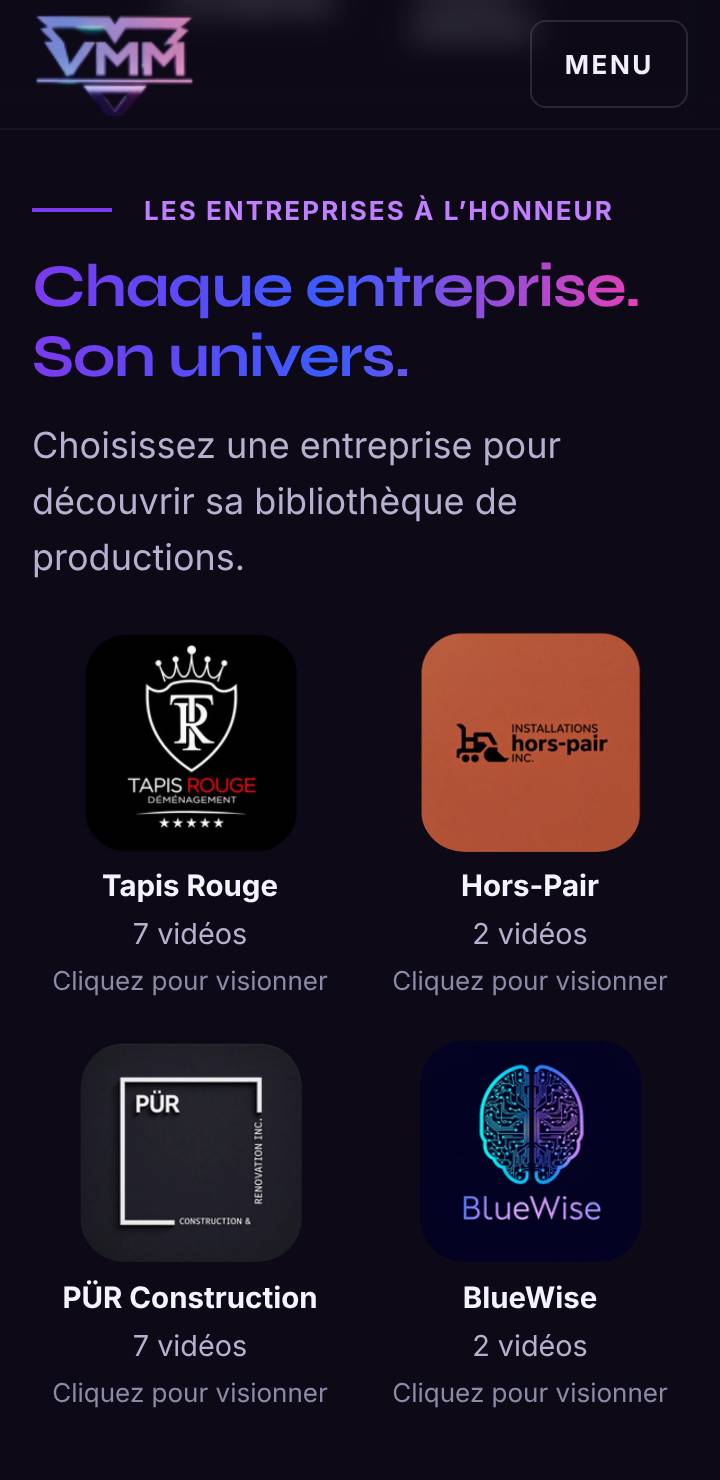 VMM
MENU
LES ENTREPRISES À L’HONNEUR
Chaque entreprise.
Son univers.
Choisissez une entreprise pour
découvrir sa bibliothèque de
productions.
TR
TAPIS ROUGE
DÉMÉNAGEMENT
INSTALLATIONS
hors-pair
INC.
Tapis Rouge
7 vidéos
Cliquez pour visionner
Hors-Pair
2 vidéos
Cliquez pour visionner
PÜR
CONSTRUCTION &
RENOVATION INC.
BlueWise
PÜR Construction
7 vidéos
Cliquez pour visionner
BlueWise
2 vidéos
Cliquez pour visionner